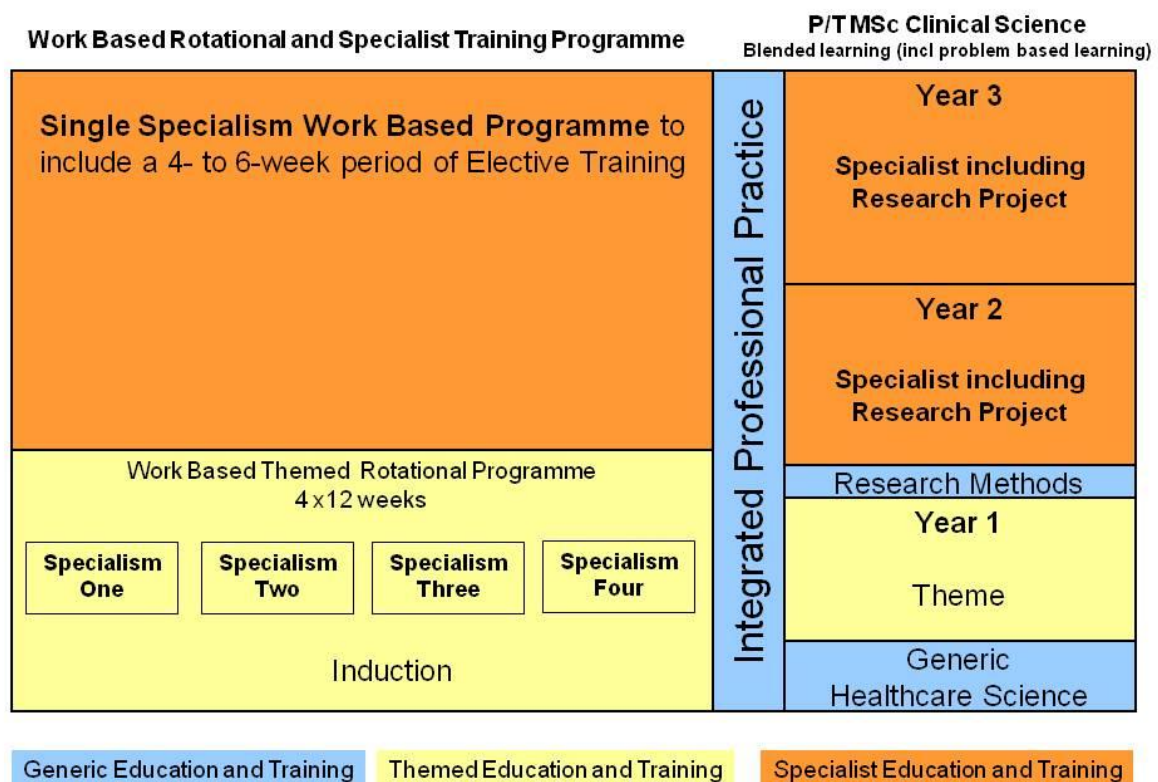 Work Based Rotational and Specialist Training Programme
P/T MSc Clinical Science
Blended learning (incl problem based learning)
Single Specialism Work Based Programme to
include a 4- to 6-week period of Elective Training
Work Based Themed Rotational Programme
4 x 12 weeks
Specialism
One
Specialism
Two
Specialism
Three
Specialism
Four
Induction
Integrated Professional Practice
Year 3
Specialist including
Research Project
Year 2
Specialist including
Research Project
Research Methods
Year 1
Theme
Generic
Healthcare Science
Generic Education and Training
Themed Education and Training
Specialist Education and Training